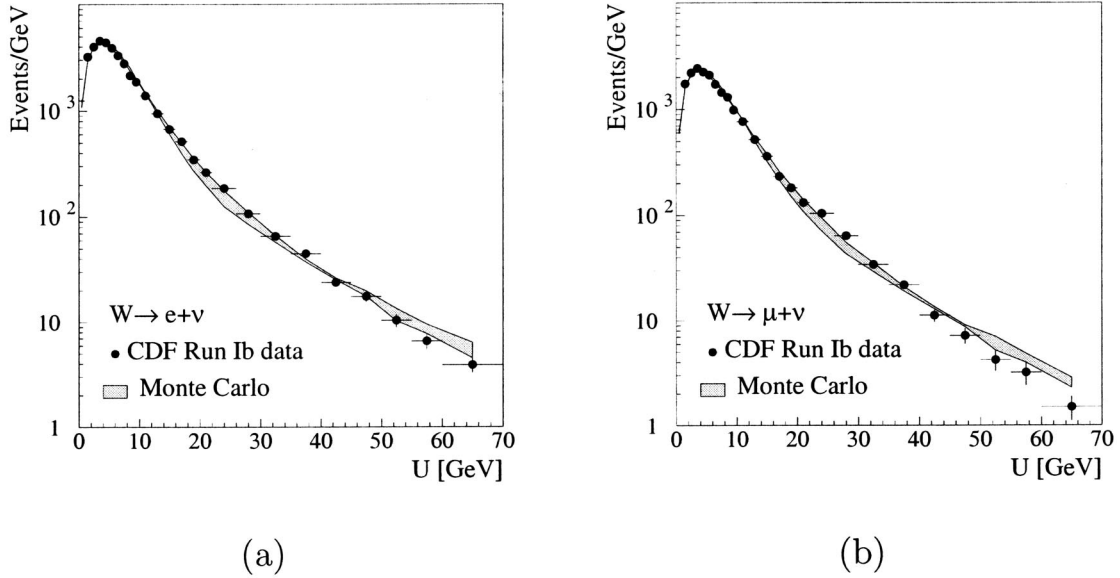 Events/GeV
10³
10²
10
1
W→ e+ν
CDF Run Ib data
Monte Carlo
0 10 20 30 40 50 60 70
U [GeV]
(a)
Events/GeV
10³
10²
10
1
W→ μ+ν
CDF Run Ib data
Monte Carlo
0 10 20 30 40 50 60 70
U [GeV]
(b)